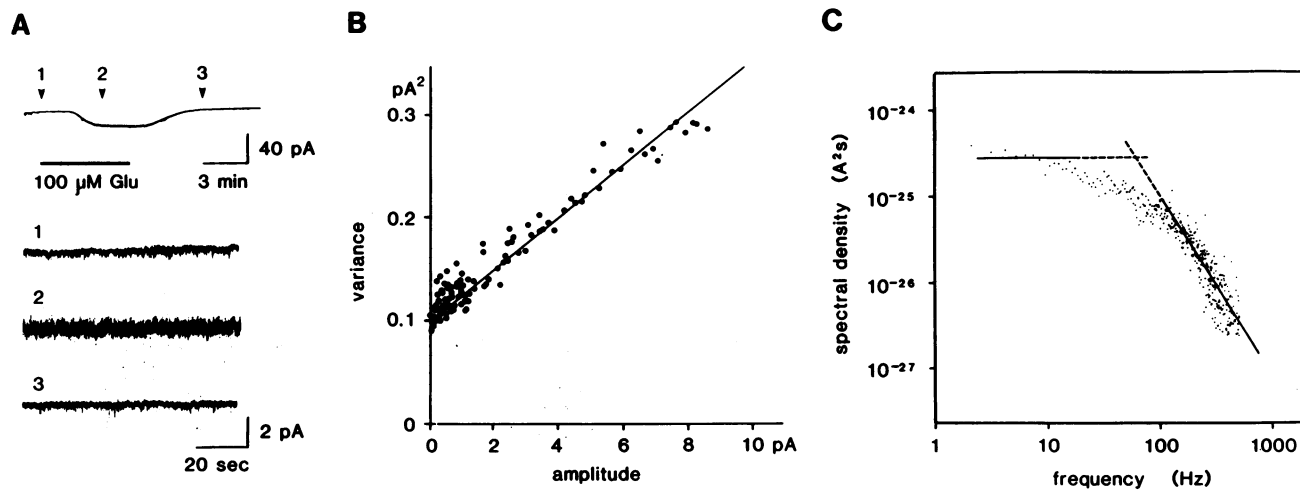 A
1 2 3
40 pA
100 µM Glu
3 min
1
2
3
2 pA
20 sec
B
pA²
0.3
0.2
0.1
0
variance
0 2 4 6 8 10 pA
amplitude
C
10⁻²⁴
10⁻²⁵
10⁻²⁶
10⁻²⁷
spectral density (A²s)
1 10 100 1000
frequency (Hz)